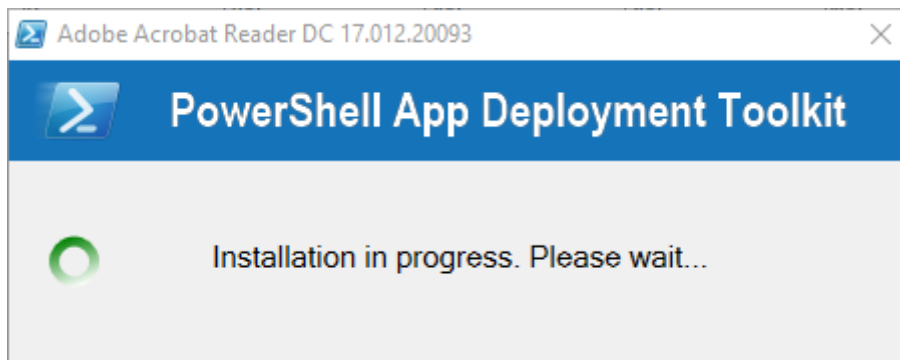 Adobe Acrobat Reader DC 17.012.20093
PowerShell App Deployment Toolkit
Installation in progress. Please wait...